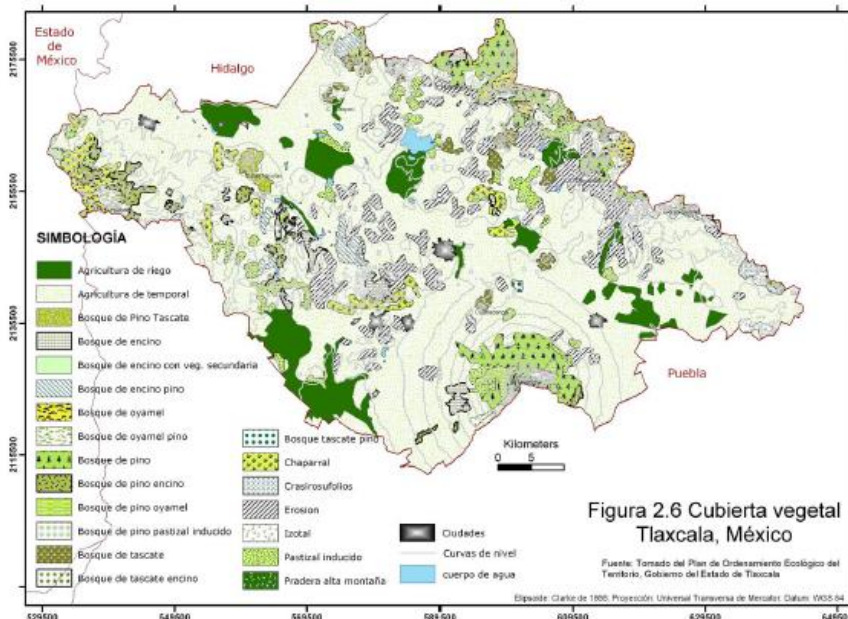 Estado
de
México
Hidalgo
Puebla
2175500
2155500
2135500
2115500
SIMBOLOGÍA
Agricultura de riego
Agricultura de temporal
Bosque de Pino Tascate
Bosque de encino
Bosque de encino con veg. secundaria
Bosque de encino pino
Bosque de oyamel
Bosque de oyamel pino
Bosque de pino
Bosque de pino encino
Bosque de pino oyamel
Bosque de pino pastizal inducido
Bosque de tascate
Bosque de tascate encino
Bosque tascate pino
Chaparral
Crasirosufolios
Erosion
Izotal
Pastizal inducido
Pradera alta montaña
Ciudades
Curvas de nivel
cuerpo de agua
Kilometers
0 5
Figura 2.6 Cubierta vegetal
Tlaxcala, México
Fuente: Tomado del Plan de Ordenamiento Ecológico del
Territorio, Gobierno del Estado de Tlaxcala
Elipsoide: Clarke de 1866; Proyección: Universal Transversa de Mercator; Datum: WGS 84
529500 549500 569500 589500 609500 629500